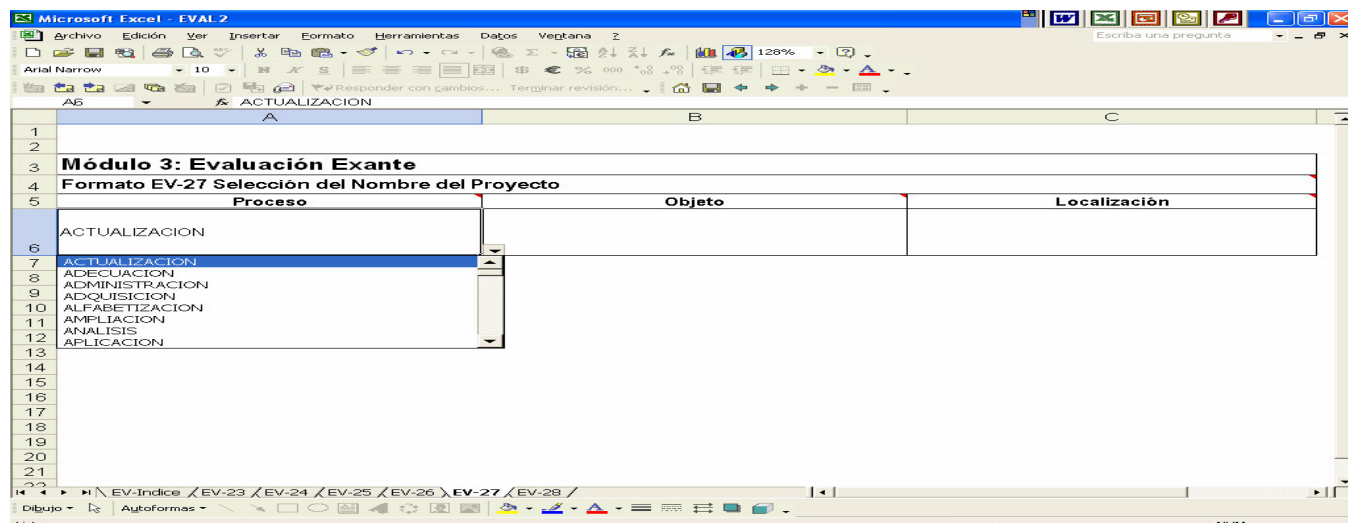 Microsoft Excel - EVAL2
Archivo Edición Ver Insertar Formato Herramientas Datos Ventana ? Escriba una pregunta
128%
Arial Narrow 10 N K S € % 000
Responder con cambios... Terminar revisión...
A6 fx ACTUALIZACION
A B C
1
2
3 Módulo 3: Evaluación Exante
4 Formato EV-27 Selección del Nombre del Proyecto
5 Proceso Objeto Localización
6 ACTUALIZACION
7 ACTUALIZACION
8 ADECUACION
9 ADMINISTRACION
ADQUISICION
10 ALFABETIZACION
11 AMPLIACION
12 ANALISIS
APLICACION
13
14
15
16
17
18
19
20
21
EV-Indice EV-23 EV-24 EV-25 EV-26 EV-27 EV-28
Dibujo Autoformas